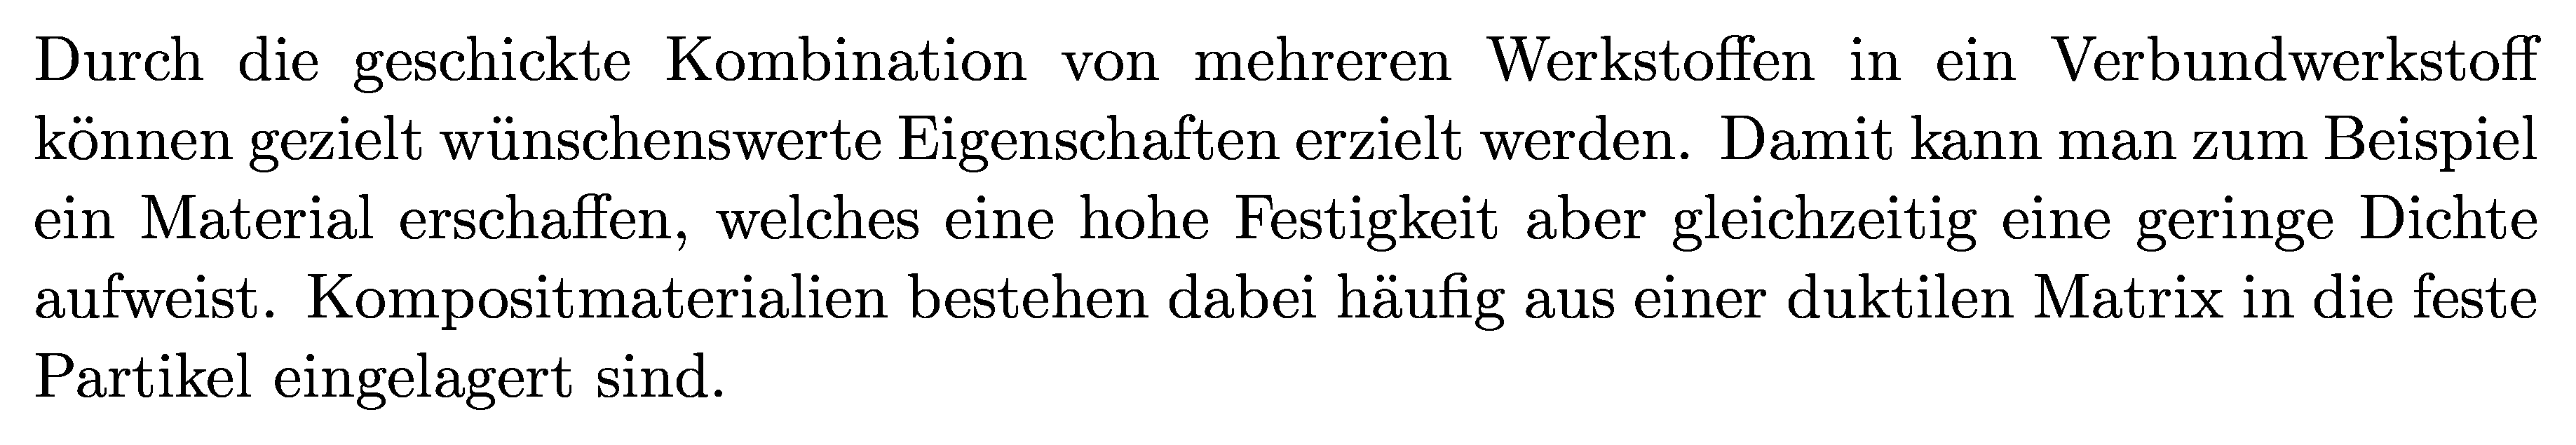 Durch die geschickte Kombination von mehreren Werkstoffen in ein Verbundwerkstoff
können gezielt wünschenswerte Eigenschaften erzielt werden. Damit kann man zum Beispiel
ein Material erschaffen, welches eine hohe Festigkeit aber gleichzeitig eine geringe Dichte
aufweist. Kompositmaterialien bestehen dabei häufig aus einer duktilen Matrix in die feste
Partikel eingelagert sind.